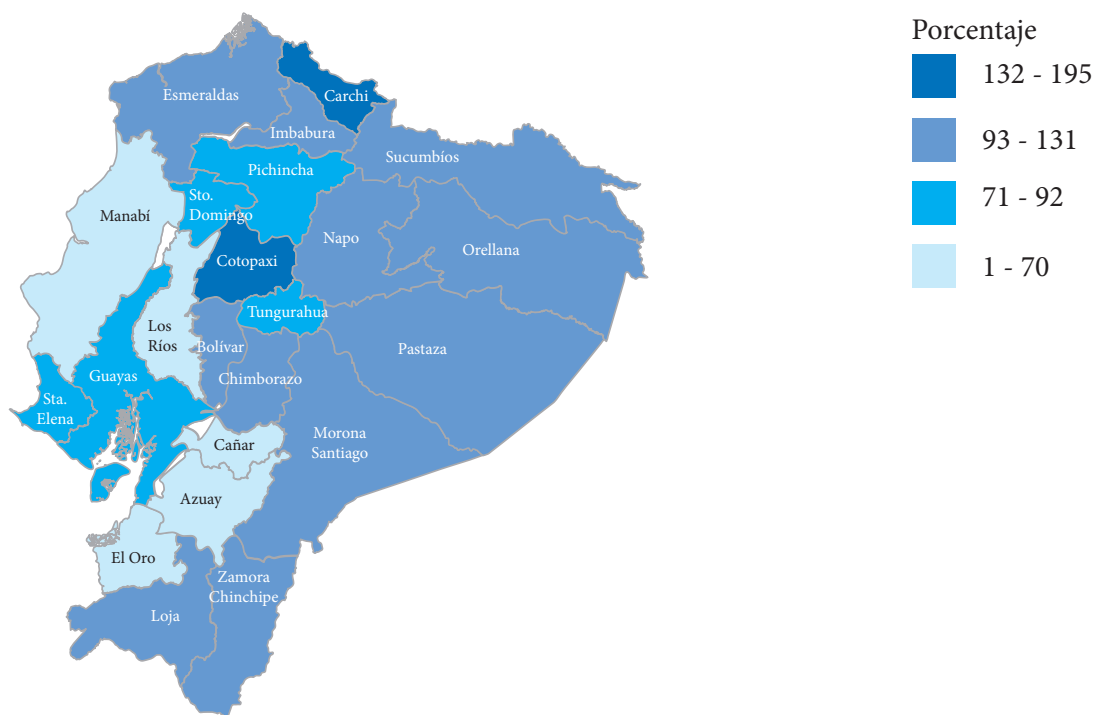 Porcentaje
132 - 195
93 - 131
71 - 92
1 - 70
Esmeraldas
Carchi
Imbabura
Sucumbíos
Pichincha
Sto.
Domingo
Manabí
Napo
Orellana
Cotopaxi
Tungurahua
Los
Ríos
Bolívar
Pastaza
Guayas
Chimborazo
Sta.
Elena
Morona
Santiago
Cañar
Azuay
El Oro
Zamora
Chinchipe
Loja